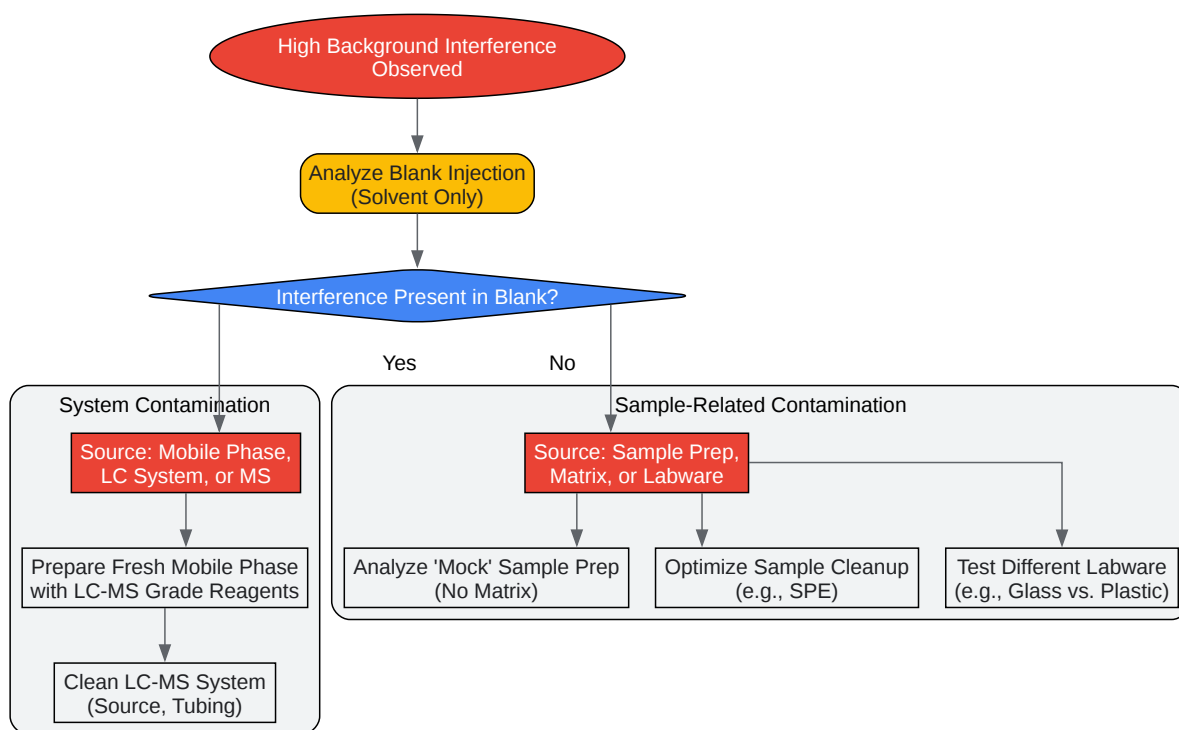 High Background Interference
Observed
Analyze Blank Injection
(Solvent Only)
Interference Present in Blank?
Yes
No
System Contamination
Source: Mobile Phase,
LC System, or MS
Prepare Fresh Mobile Phase
with LC-MS Grade Reagents
Clean LC-MS System
(Source, Tubing)
Sample-Related Contamination
Source: Sample Prep,
Matrix, or Labware
Analyze 'Mock' Sample Prep
(No Matrix)
Optimize Sample Cleanup
(e.g., SPE)
Test Different Labware
(e.g., Glass vs. Plastic)